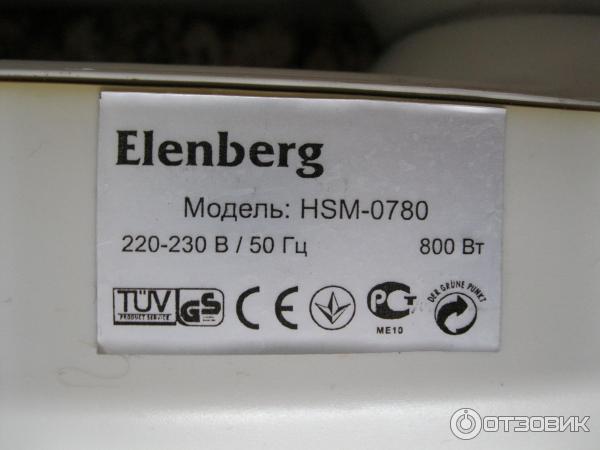 Elenberg
Модель: HSM-0780
220-230 В / 50 Гц 800 Вт
TÜV
PRODUCT SERVICE
GS
CE
РСТ
ME10
DER GRÜNE PUNKT
ОТЗОВИК